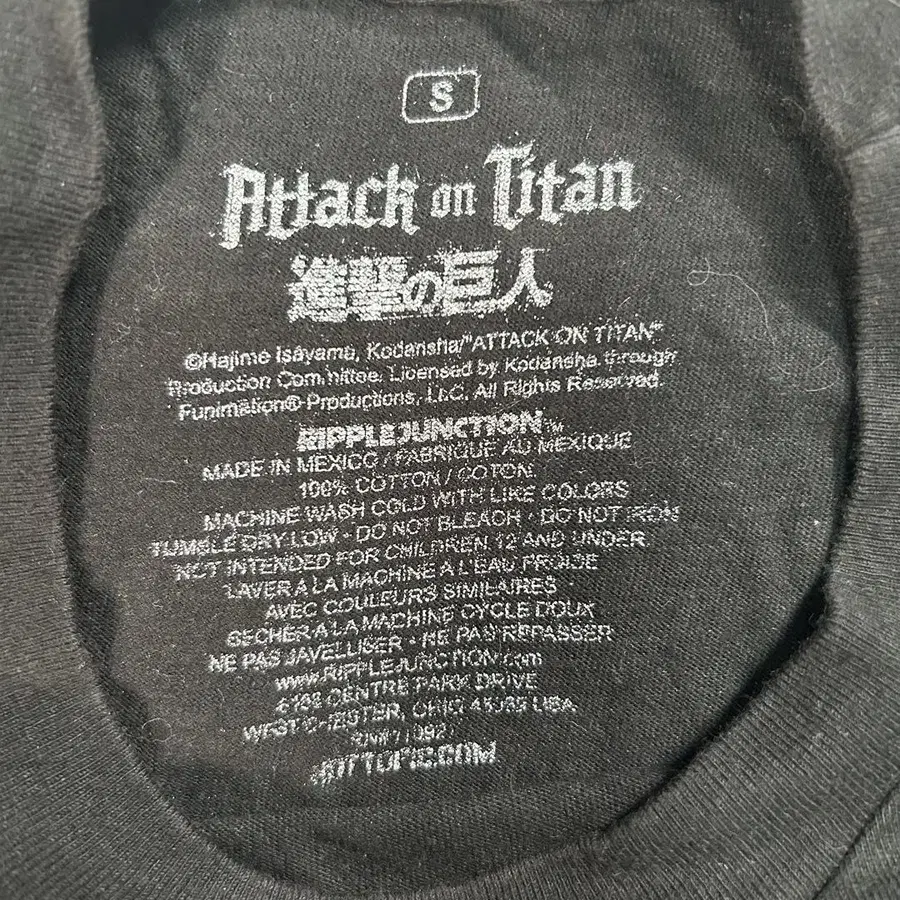 S
Attack on Titan
進撃の巨人
©Hajime Isayama, Kodansha/"ATTACK ON TITAN"
Production Committee. Licensed by Kodansha through
Funimation® Productions, LLC. All Rights Reserved.
RIPPLE JUNCTION™
MADE IN MEXICO / FABRIQUE AU MEXIQUE
100% COTTON / COTON
MACHINE WASH COLD WITH LIKE COLORS
TUMBLE DRY LOW · DO NOT BLEACH · DO NOT IRON
NOT INTENDED FOR CHILDREN 12 AND UNDER
LAVER A LA MACHINE A L'EAU FROIDE
AVEC COULEURS SIMILAIRES
SECHER A LA MACHINE CYCLE DOUX
NE PAS JAVELLISER · NE PAS REPASSER
www.RIPPLEJUNCTION.com
CENTRE PARK DRIVE
WEST CHESTER, OHIO USA
HOTTOPIC.COM